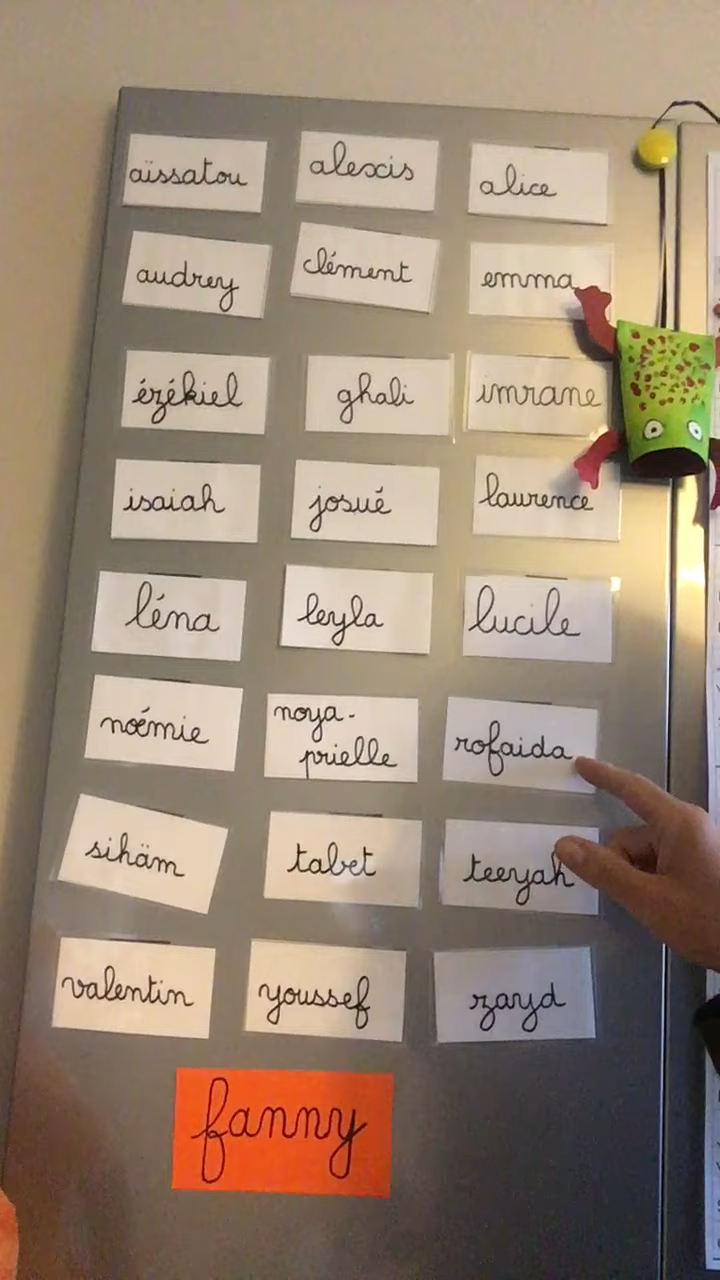 aïssatou
alexis
alice
audrey
clément
emma
ézékiel
ghali
imrane
isaiah
josué
laurence
léna
leyla
lucile
noémie
noya-
prielle
rofaida
sihäm
tabet
teeyah
valentin
youssef
zayd
fanny